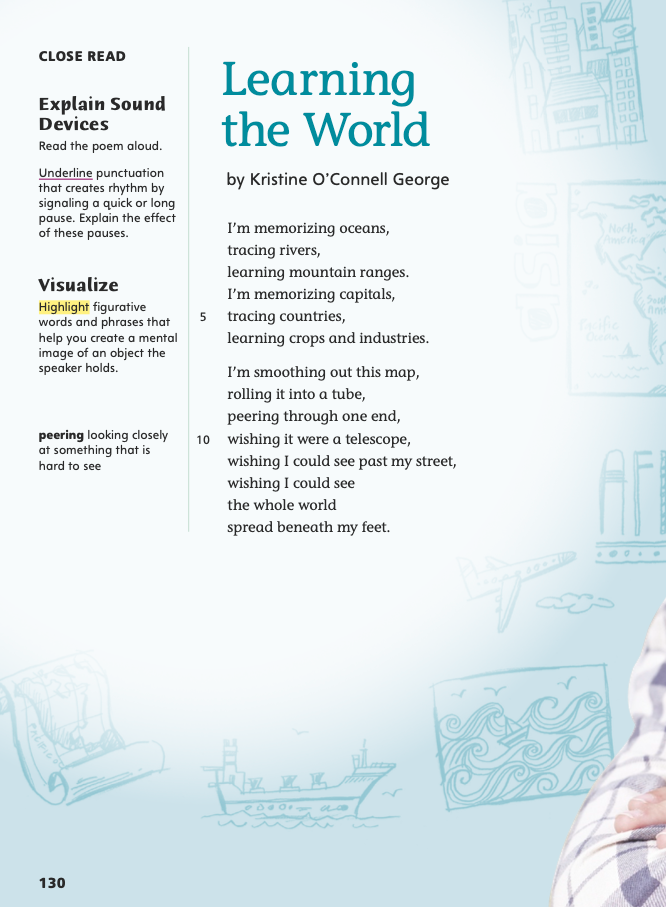 CLOSE READ
Explain Sound
Devices
Read the poem aloud.
Underline punctuation
that creates rhythm by
signaling a quick or long
pause. Explain the effect
of these pauses.
Visualize
Highlight figurative
words and phrases that
help you create a mental
image of an object the
speaker holds.
peering looking closely
at something that is
hard to see
Learning
the World
by Kristine O’Connell George
I’m memorizing oceans,
tracing rivers,
learning mountain ranges.
I’m memorizing capitals,
5 tracing countries,
learning crops and industries.
I’m smoothing out this map,
rolling it into a tube,
peering through one end,
10 wishing it were a telescope,
wishing I could see past my street,
wishing I could see
the whole world
spread beneath my feet.
asia
North
America
Pacific
Ocean
130